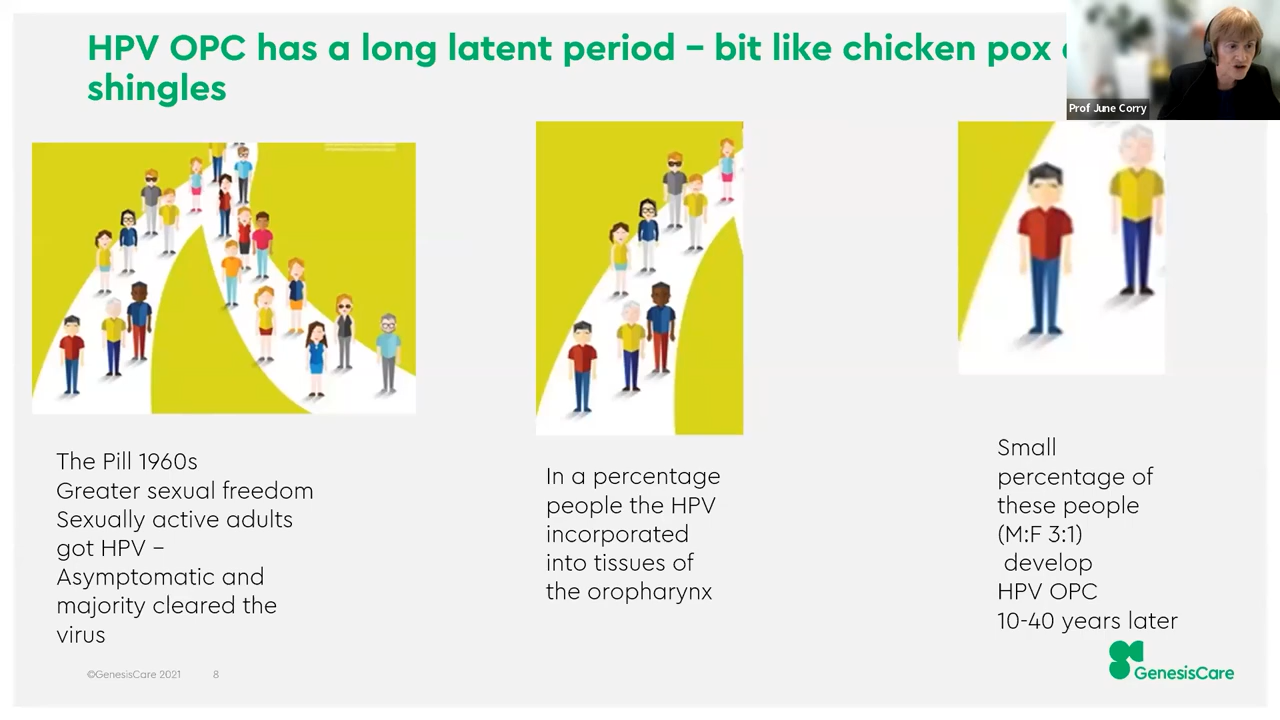 HPV OPC has a long latent period – bit like chicken pox
shingles
Prof June Corry
The Pill 1960s
Greater sexual freedom
Sexually active adults
got HPV –
Asymptomatic and
majority cleared the
virus
In a percentage
people the HPV
incorporated
into tissues of
the oropharynx
Small
percentage of
these people
(M:F 3:1)
develop
HPV OPC
10-40 years later
©GenesisCare 2021 8
GenesisCare